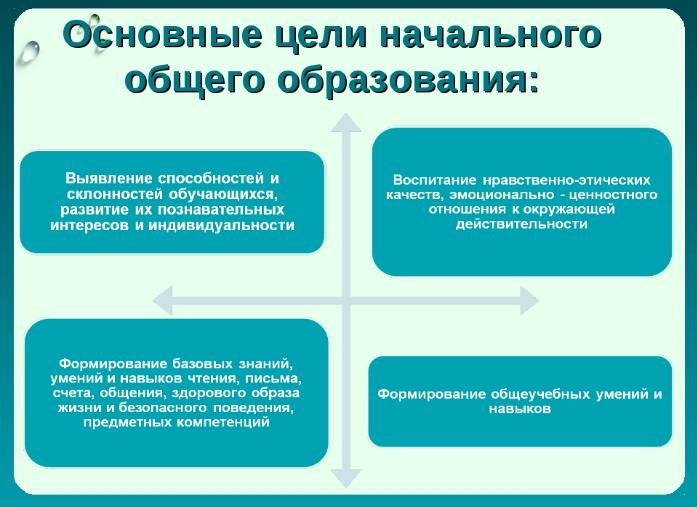 Основные цели начального
общего образования:
Выявление способностей и
склонностей обучающихся,
развитие их познавательных
интересов и индивидуальности
Воспитание нравственно-этических
качеств, эмоционально - ценностного
отношения к окружающей
действительности
Формирование базовых знаний,
умений и навыков чтения, письма,
счета, общения, здорового образа
жизни и безопасного поведения,
предметных компетенций
Формирование общеучебных умений и
навыков